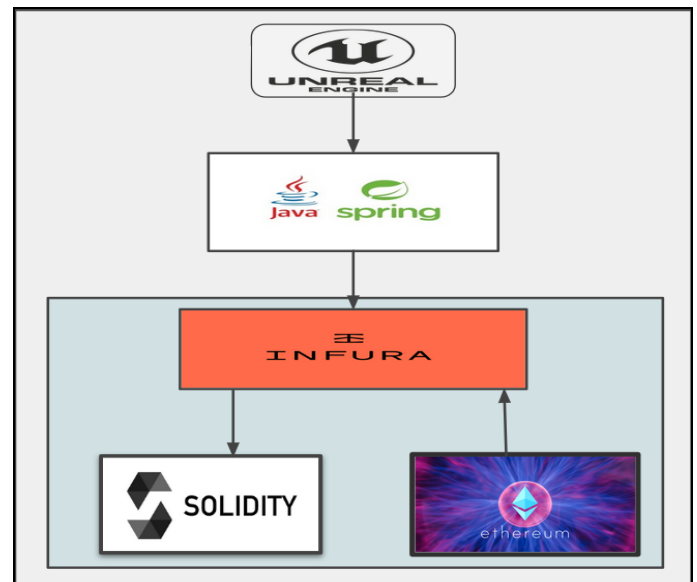 UNREAL
ENGINE
Java
spring
INFURA
SOLIDITY
ethereum